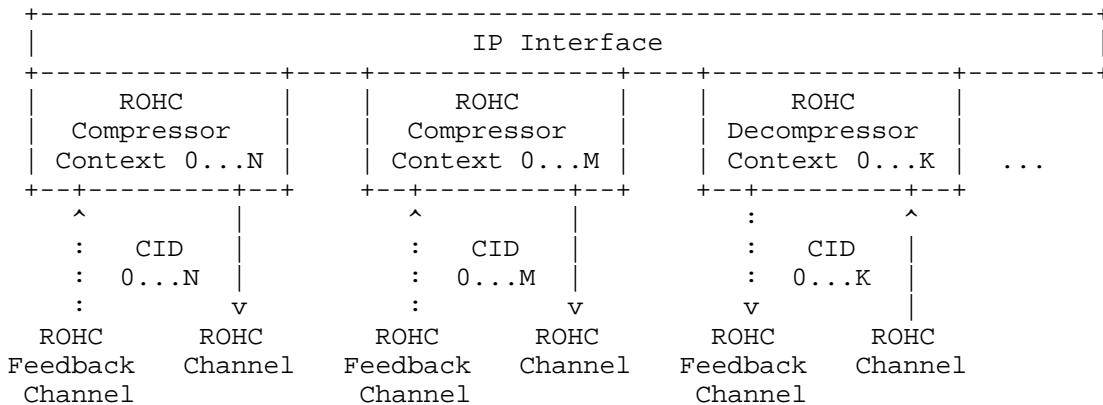 +-----------------------------------------------------------------+
|                           IP Interface                          |
+---------------+----+---------------+----+---------------+--------+
|     ROHC      |    |     ROHC      |    |     ROHC      |
|  Compressor   |    |  Compressor   |    | Decompressor  |
| Context 0...N |    | Context 0...M |    | Context 0...K |  ...
+--+---------+--+    +--+---------+--+    +--+---------+--+
   ^         |          ^         |          :         ^
   :   CID   |          :   CID   |          :   CID   |
   :  0...N  |          :  0...M  |          :  0...K  |
   :         v          :         v          v         |
  ROHC      ROHC       ROHC      ROHC       ROHC      ROHC
Feedback   Channel   Feedback   Channel   Feedback   Channel
 Channel              Channel              Channel